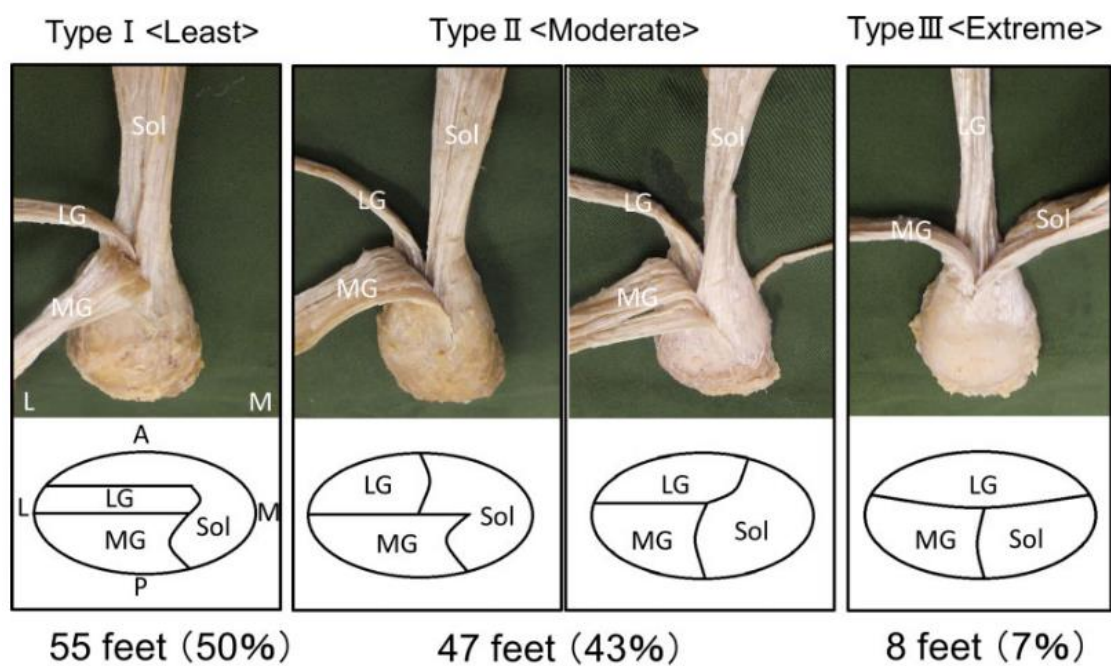 Type Ⅰ <Least>
Type Ⅱ <Moderate>
Type Ⅲ <Extreme>
Sol
LG
MG
L
M
Sol
LG
MG
Sol
LG
MG
LG
MG
Sol
A
L
LG
MG
Sol
M
P
LG
MG
Sol
LG
MG
Sol
LG
MG
Sol
55 feet (50%)
47 feet (43%)
8 feet (7%)